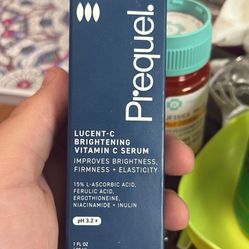 Prequel.
LUCENT-C
BRIGHTENING
VITAMIN C SERUM
IMPROVES BRIGHTNESS,
FIRMNESS + ELASTICITY
15% L-ASCORBIC ACID,
FERULIC ACID,
ERGOTHIONEINE,
NIACINAMIDE + INULIN
pH 3.2 ±
1 FL OZ